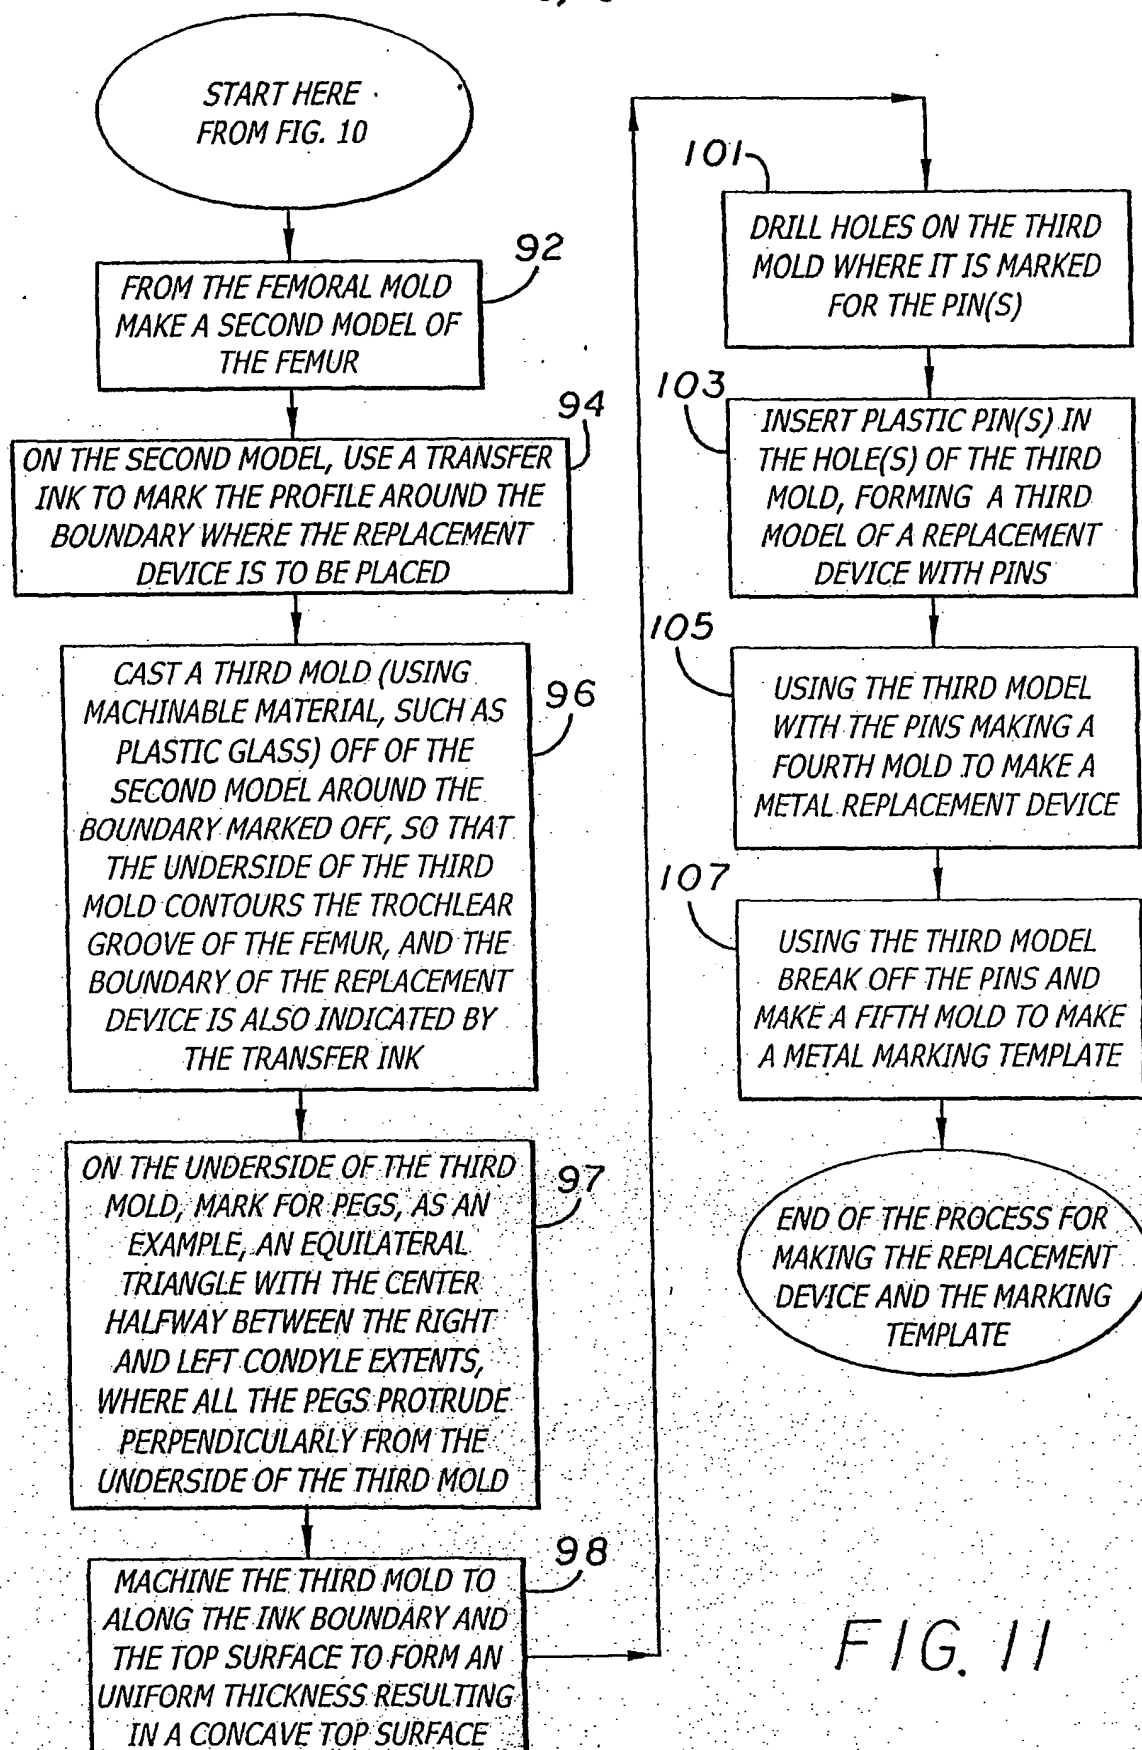 START HERE
FROM FIG. 10
92
FROM THE FEMORAL MOLD
MAKE A SECOND MODEL OF
THE FEMUR
94
ON THE SECOND MODEL, USE A TRANSFER
INK TO MARK THE PROFILE AROUND THE
BOUNDARY WHERE THE REPLACEMENT
DEVICE IS TO BE PLACED
96
CAST A THIRD MOLD (USING
MACHINABLE MATERIAL, SUCH AS
PLASTIC GLASS) OFF OF THE
SECOND MODEL AROUND THE
BOUNDARY MARKED OFF, SO THAT
THE UNDERSIDE OF THE THIRD
MOLD CONTOURS THE TROCHLEAR
GROOVE OF THE FEMUR, AND THE
BOUNDARY OF THE REPLACEMENT
DEVICE IS ALSO INDICATED BY
THE TRANSFER INK
97
ON THE UNDERSIDE OF THE THIRD
MOLD, MARK FOR PEGS, AS AN
EXAMPLE, AN EQUILATERAL
TRIANGLE WITH THE CENTER
HALFWAY BETWEEN THE RIGHT
AND LEFT CONDYLE EXTENTS,
WHERE ALL THE PEGS PROTRUDE
PERPENDICULARLY FROM THE
UNDERSIDE OF THE THIRD MOLD
98
MACHINE THE THIRD MOLD TO
ALONG THE INK BOUNDARY AND
THE TOP SURFACE TO FORM AN
UNIFORM THICKNESS RESULTING
IN A CONCAVE TOP SURFACE
101
DRILL HOLES ON THE THIRD
MOLD WHERE IT IS MARKED
FOR THE PIN(S)
103
INSERT PLASTIC PIN(S) IN
THE HOLE(S) OF THE THIRD
MOLD, FORMING A THIRD
MODEL OF A REPLACEMENT
DEVICE WITH PINS
105
USING THE THIRD MODEL
WITH THE PINS MAKING A
FOURTH MOLD TO MAKE A
METAL REPLACEMENT DEVICE
107
USING THE THIRD MODEL
BREAK OFF THE PINS AND
MAKE A FIFTH MOLD TO MAKE
A METAL MARKING TEMPLATE
END OF THE PROCESS FOR
MAKING THE REPLACEMENT
DEVICE AND THE MARKING
TEMPLATE
FIG. 11